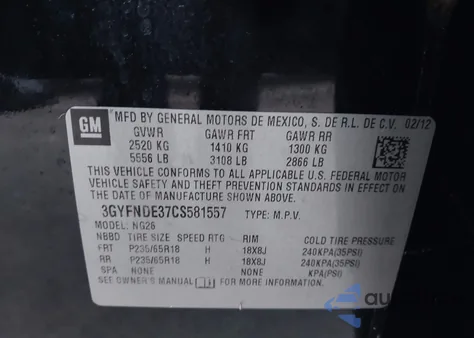 GM
MFD BY GENERAL MOTORS DE MEXICO, S. DE R.L. DE C.V. 02/12
GVWR GAWR FRT GAWR RR
2520 KG 1410 KG 1300 KG
5556 LB 3108 LB 2866 LB
THIS VEHICLE CONFORMS TO ALL APPLICABLE U.S. FEDERAL MOTOR
VEHICLE SAFETY AND THEFT PREVENTION STANDARDS IN EFFECT ON
THE DATE OF MANUFACTURE SHOWN ABOVE.
3GYFNDE37CS581557 TYPE: M.P.V.
MODEL: NG26
NBBD TIRE SIZE SPEED RTG RIM COLD TIRE PRESSURE
FRT P235/65R18 H 18X8J 240KPA(35PSI)
RR P235/65R18 H 18X8J 240KPA(35PSI)
SPA NONE NONE KPA(PSI)
SEE OWNER'S MANUAL FOR MORE INFORMATION.